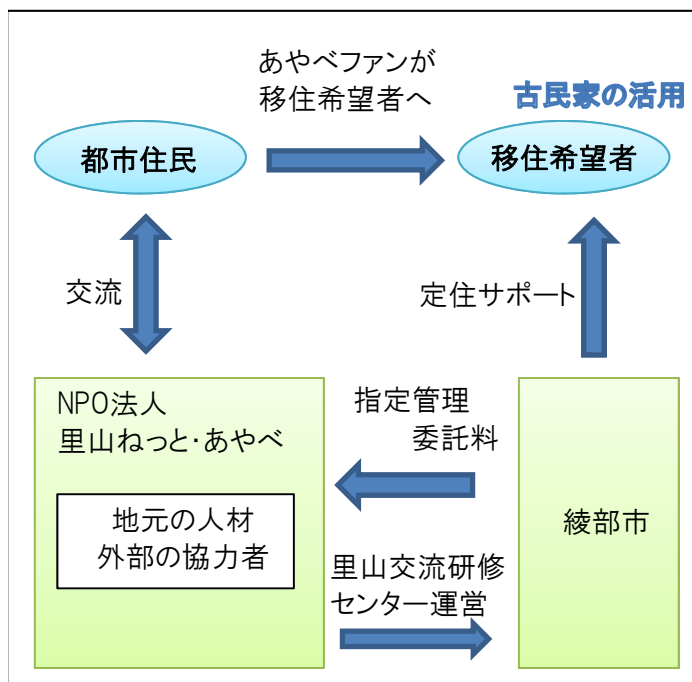 あやべファンが
移住希望者へ
古民家の活用
都市住民
移住希望者
交流
定住サポート
NPO法人
里山ねっと・あやべ
地元の人材
外部の協力者
指定管理
委託料
里山交流研修
センター運営
綾部市